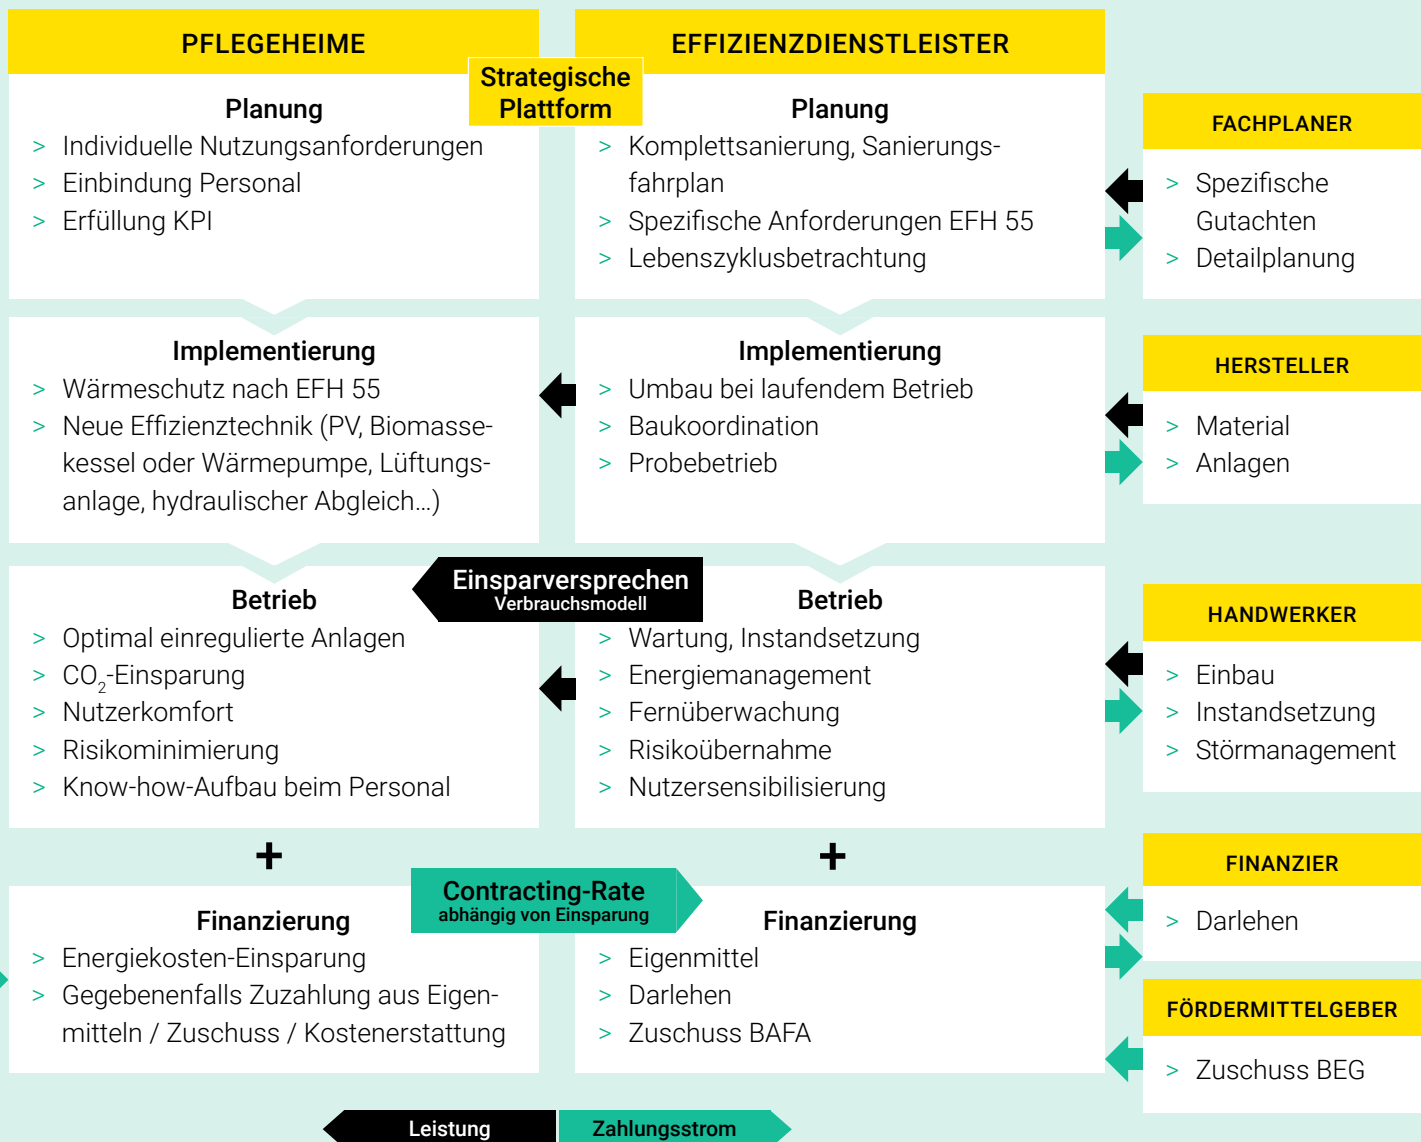 PFLEGEHEIME
EFFIZIENZDIENSTLEISTER
Strategische
Plattform
Planung
> Individuelle Nutzungsanforderungen
> Einbindung Personal
> Erfüllung KPI
Planung
> Komplettsanierung, Sanierungs-
fahrplan
> Spezifische Anforderungen EFH 55
> Lebenszyklusbetrachtung
FACHPLANER
> Spezifische
Gutachten
> Detailplanung
Implementierung
> Wärmeschutz nach EFH 55
> Neue Effizienztechnik (PV, Biomasse-
kessel oder Wärmepumpe, Lüftungs-
anlage, hydraulischer Abgleich…)
Implementierung
> Umbau bei laufendem Betrieb
> Baukoordination
> Probebetrieb
HERSTELLER
> Material
> Anlagen
Einsparversprechen
Verbrauchsmodell
Betrieb
> Optimal einregulierte Anlagen
> CO₂-Einsparung
> Nutzerkomfort
> Risikominimierung
> Know-how-Aufbau beim Personal
Betrieb
> Wartung, Instandsetzung
> Energiemanagement
> Fernüberwachung
> Risikoübernahme
> Nutzersensibilisierung
HANDWERKER
> Einbau
> Instandsetzung
> Störmanagement
+
+
Contracting-Rate
abhängig von Einsparung
Finanzierung
> Energiekosten-Einsparung
> Gegebenenfalls Zuzahlung aus Eigen-
mitteln / Zuschuss / Kostenerstattung
Finanzierung
> Eigenmittel
> Darlehen
> Zuschuss BAFA
FINANZIER
> Darlehen
FÖRDERMITTELGEBER
> Zuschuss BEG
Leistung
Zahlungsstrom